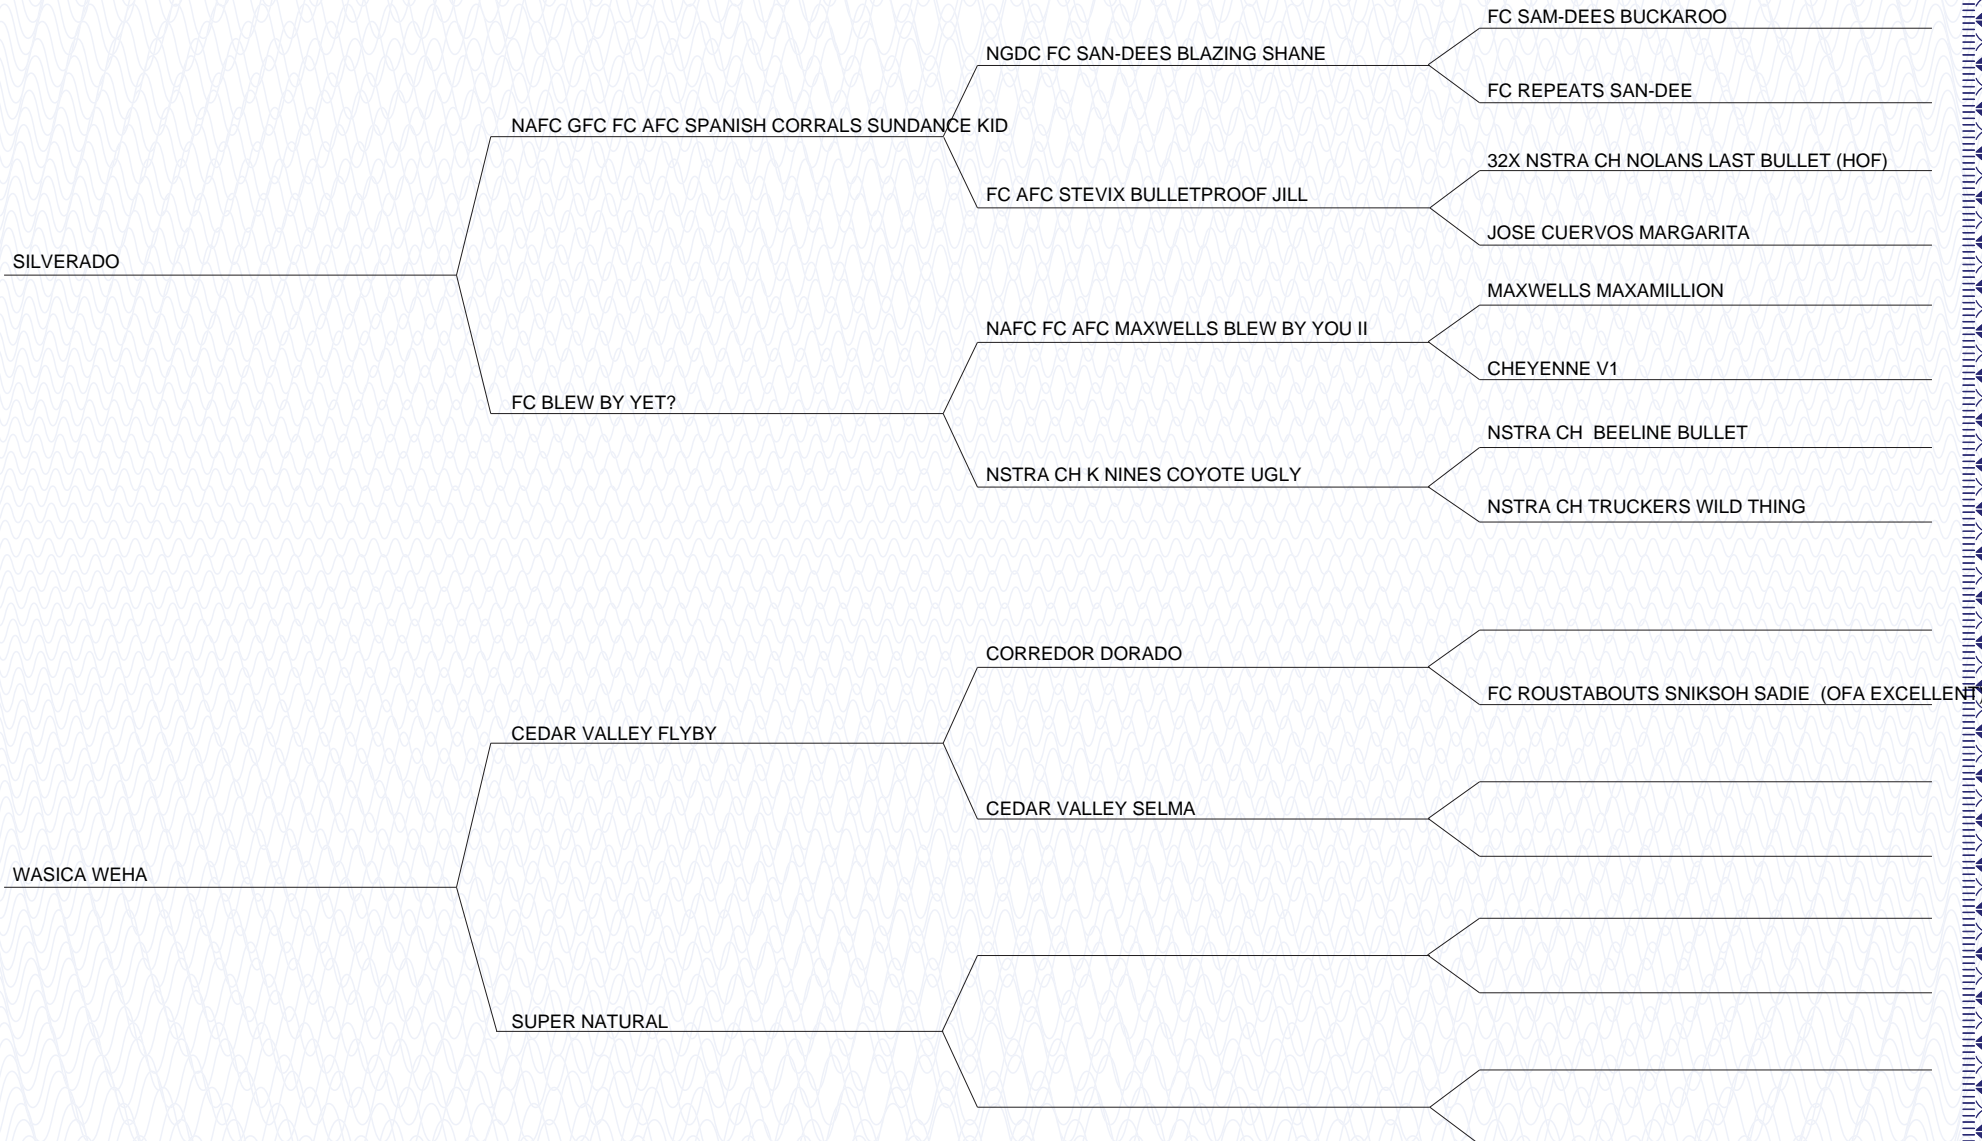 FC SAM-DEES BUCKAROO
NGDC FC SAN-DEES BLAZING SHANE
FC REPEATS SAN-DEE
NAFC GFC FC AFC SPANISH CORRALS SUNDANCE KID
32X NSTRA CH NOLANS LAST BULLET (HOF)
FC AFC STEVIX BULLETPROOF JILL
JOSE CUERVOS MARGARITA
SILVERADO
MAXWELLS MAXAMILLION
NAFC FC AFC MAXWELLS BLEW BY YOU II
CHEYENNE V1
FC BLEW BY YET?
NSTRA CH  BEELINE BULLET
NSTRA CH K NINES COYOTE UGLY
NSTRA CH TRUCKERS WILD THING
CORREDOR DORADO
FC ROUSTABOUTS SNIKSOH SADIE  (OFA EXCELLENT
CEDAR VALLEY FLYBY
CEDAR VALLEY SELMA
WASICA WEHA
SUPER NATURAL